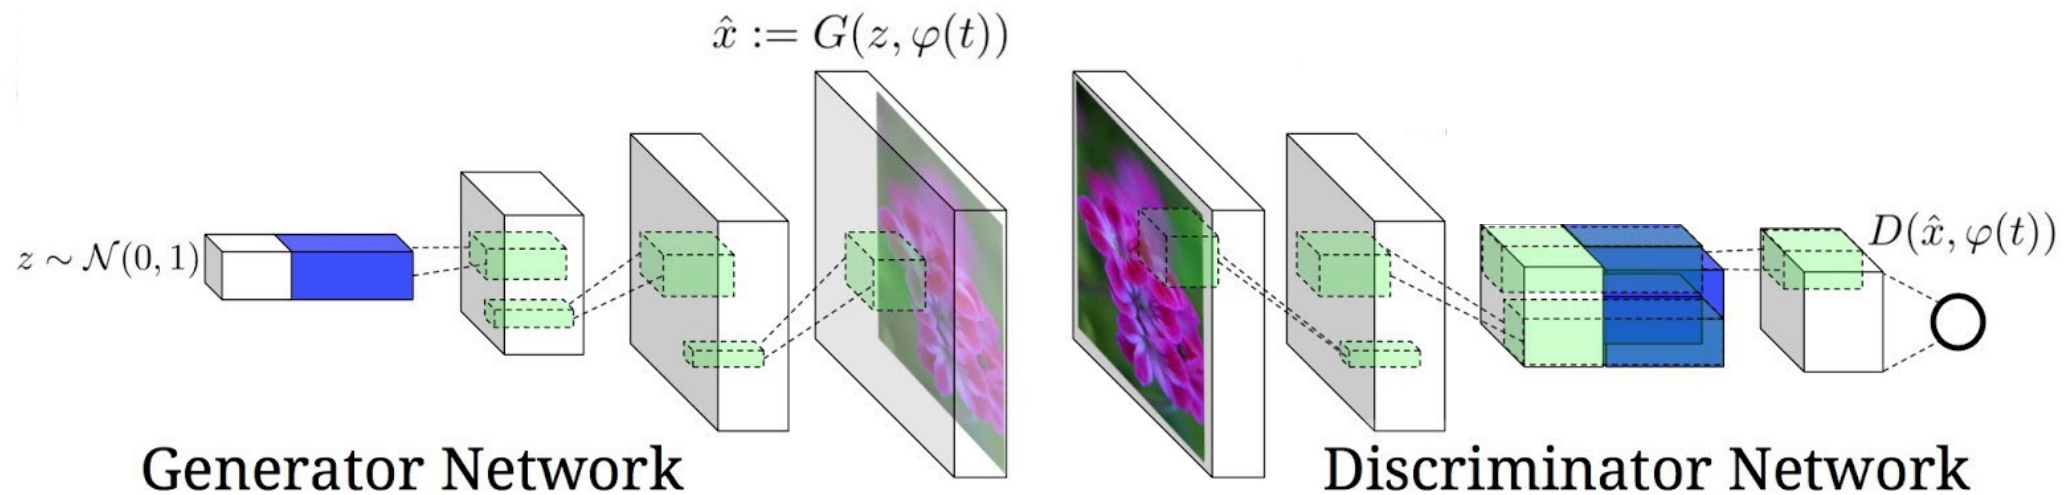 x̂ := G(z, φ(t))
z ∼ 𝒩(0, 1)
D(x̂, φ(t))
Generator Network
Discriminator Network